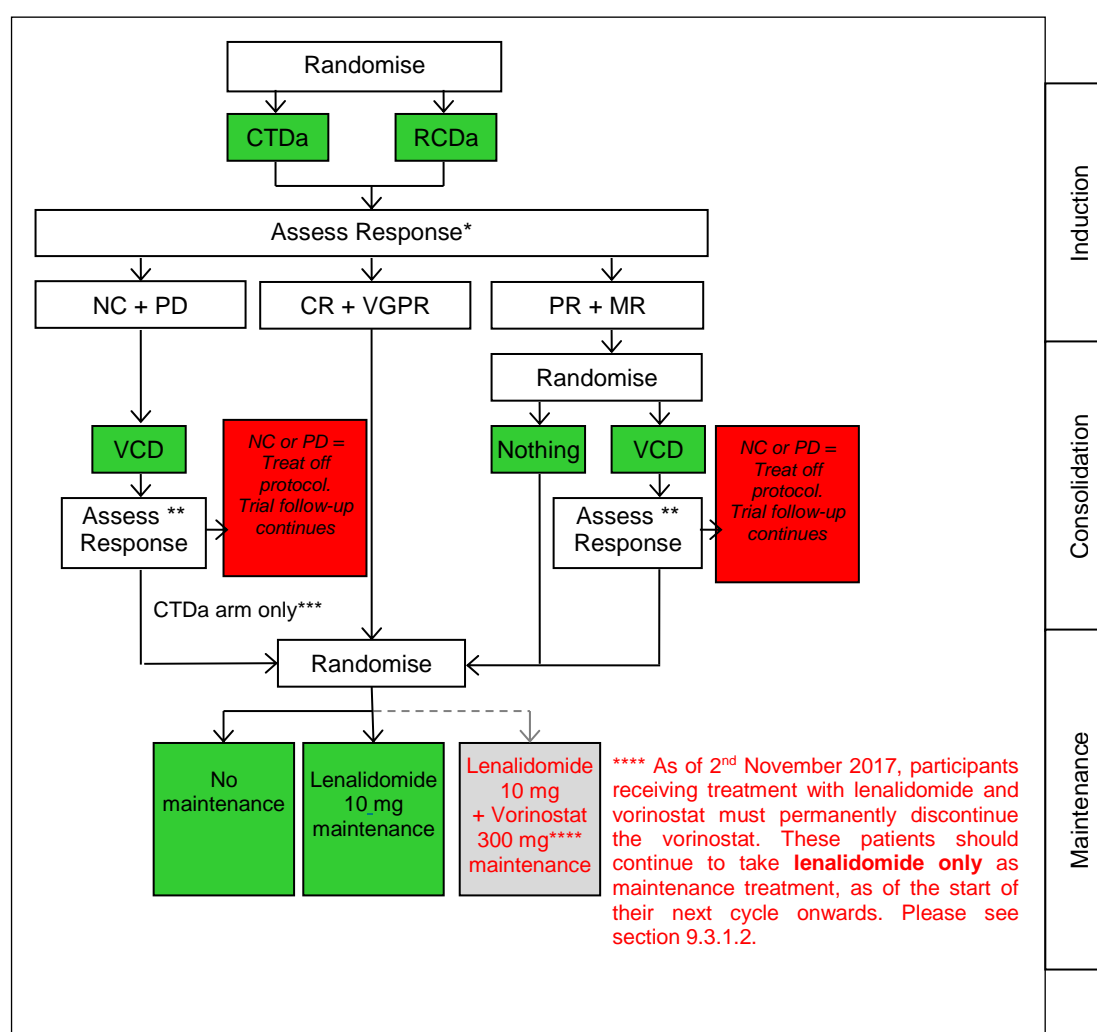 Randomise
CTDa
RCDa
Assess Response*
NC + PD
CR + VGPR
PR + MR
Randomise
VCD
NC or PD =
Treat off
protocol.
Trial follow-up
continues
Nothing
VCD
NC or PD =
Treat off
protocol.
Trial follow-up
continues
Assess **
Response
Assess **
Response
CTDa arm only***
Randomise
No
maintenance
Lenalidomide
10 mg
maintenance
Lenalidomide
10 mg
+ Vorinostat
300 mg****
maintenance
**** As of 2nd November 2017, participants
receiving treatment with lenalidomide and
vorinostat must permanently discontinue
the vorinostat. These patients should
continue to take lenalidomide only as
maintenance treatment, as of the start of
their next cycle onwards. Please see
section 9.3.1.2.
Induction
Consolidation
Maintenance